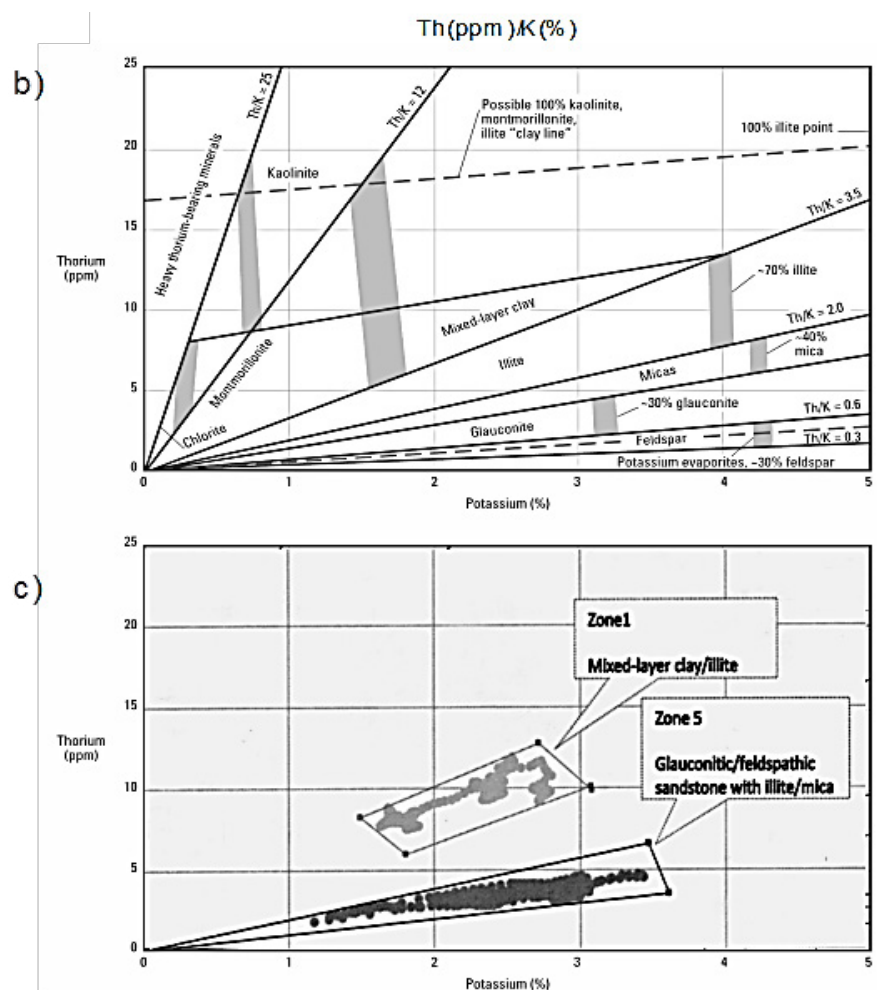 Th(ppm)/K(%)
b)
25
20
15
Thorium
(ppm)
10
5
0
Heavy thorium-bearing minerals
Th/K = 25
Th/K = 12
Kaolinite
Possible 100% kaolinite,
montmorillonite,
illite "clay line"
100% illite point
Th/K = 3.5
~70% illite
Mixed-layer clay
Th/K = 2.0
~40%
mica
Montmorillonite
Illite
Micas
~30% glauconite
Chlorite
Glauconite
Th/K = 0.6
Feldspar
Th/K = 0.3
Potassium evaporites, ~30% feldspar
0
1
2
3
4
5
Potassium (%)
c)
25
20
15
Thorium
(ppm)
10
5
0
Zone1
Mixed-layer clay/illite
Zone 5
Glauconitic/feldspathic
sandstone with illite/mica
0
1
2
3
4
5
Potassium (%)